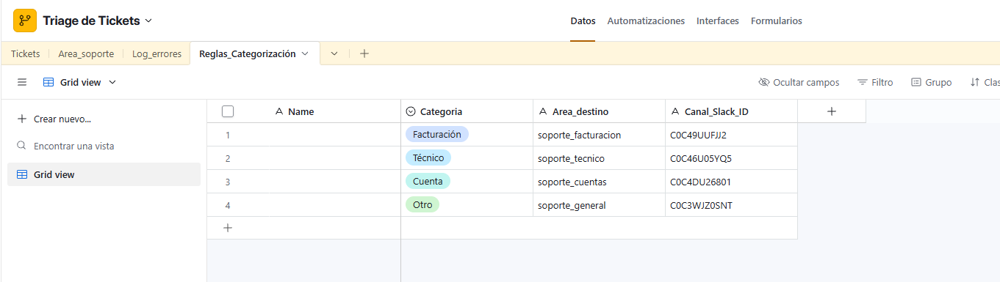 Triage de Tickets
Datos Automatizaciones Interfaces Formularios
Tickets Area_soporte Log_errores Reglas_Categorización
Grid view Ocultar campos Filtro Grupo Clas
Crear nuevo...
Encontrar una vista
Grid view
Name Categoria Area_destino Canal_Slack_ID
1 Facturación soporte_facturacion C0C49UUFJJ2
2 Técnico soporte_tecnico C0C46U05YQ5
3 Cuenta soporte_cuentas C0C4DU26801
4 Otro soporte_general C0C3WJZ0SNT